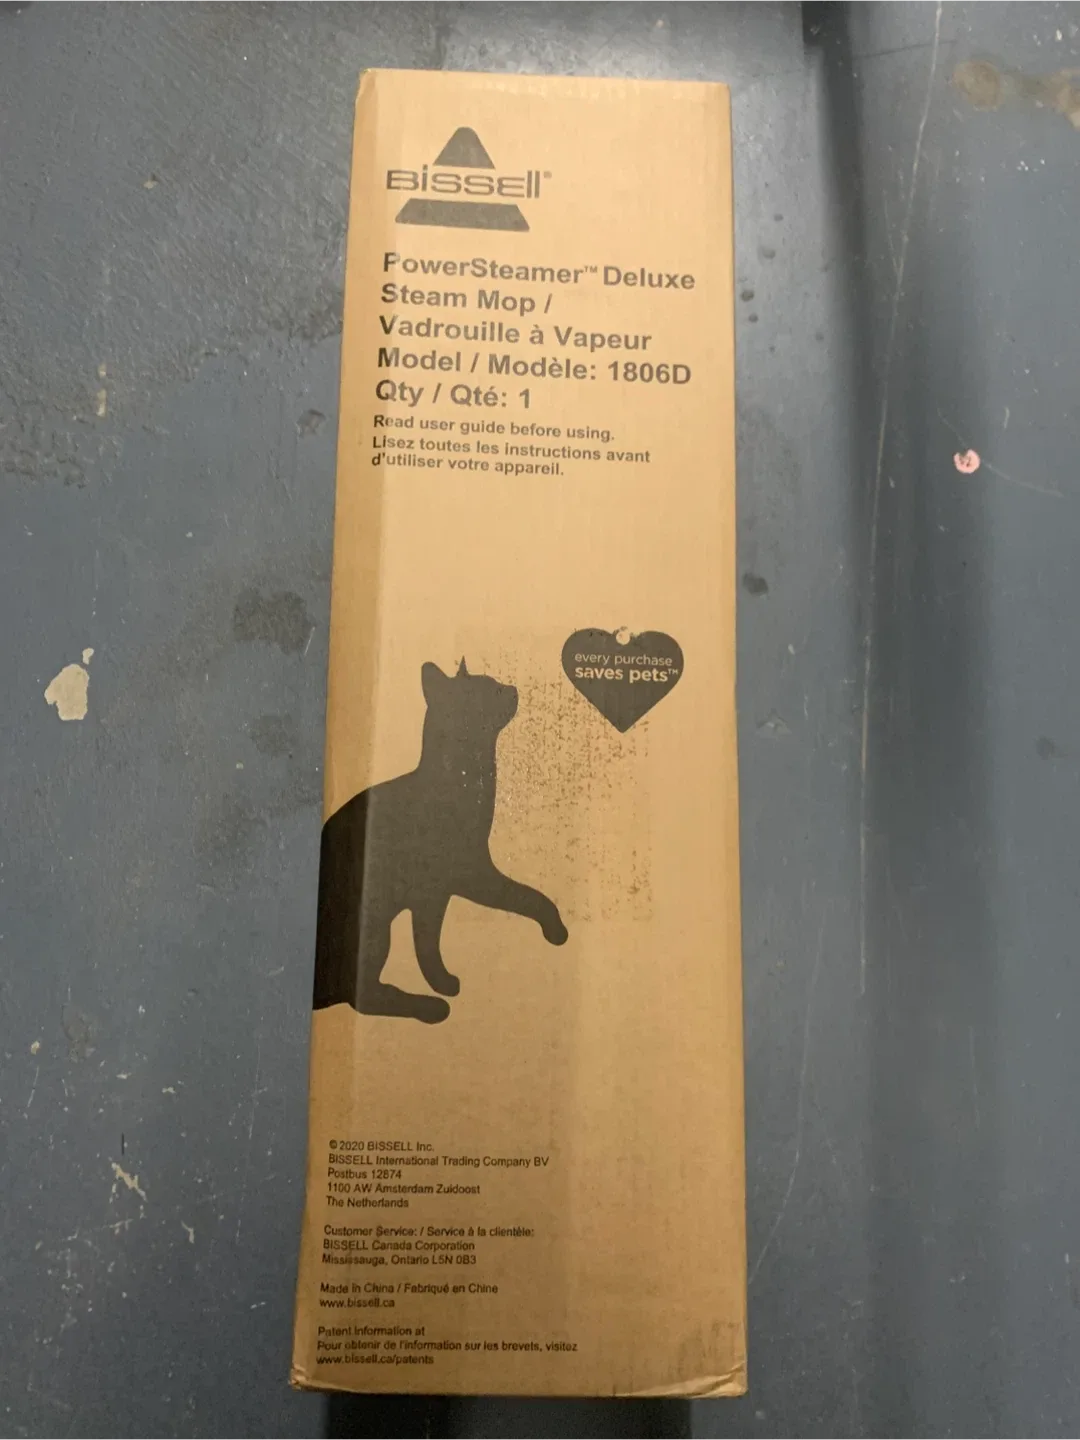 BISSELL®
PowerSteamer™ Deluxe
Steam Mop /
Vadrouille à Vapeur
Model / Modèle: 1806D
Qty / Qté: 1
Read user guide before using.
Lisez toutes les instructions avant
d'utiliser votre appareil.
every purchase
saves pets™
© 2020 BISSELL Inc.
BISSELL International Trading Company BV
Postbus 12874
1100 AW Amsterdam Zuidoost
The Netherlands
Customer Service: / Service à la clientèle:
BISSELL Canada Corporation
Mississauga, Ontario L5N 0B3
Made in China / Fabriqué en Chine
www.bissell.ca
Patent information at
Pour obtenir de l'information sur les brevets, visitez
www.bissell.ca/patents